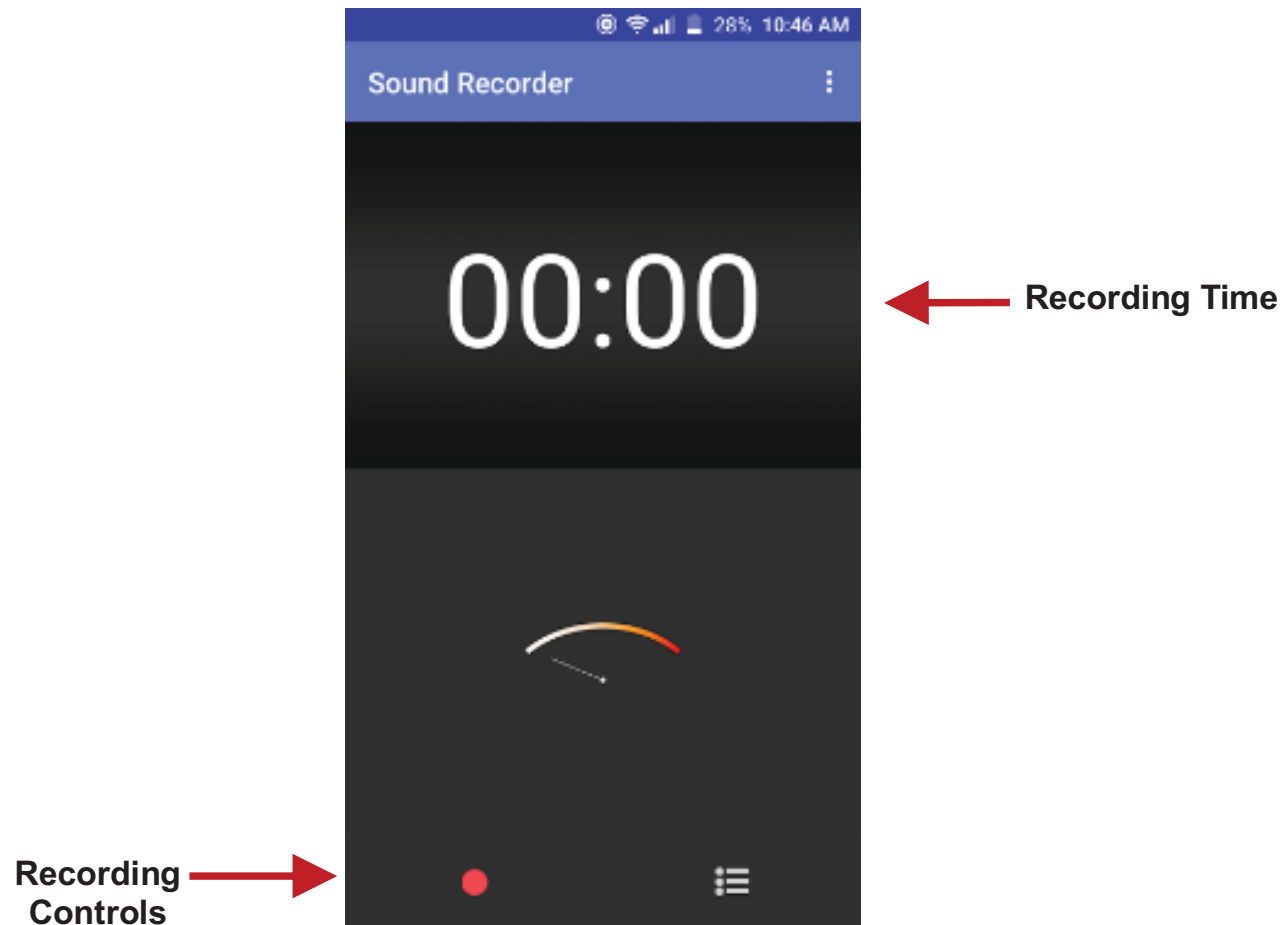 28% 10:46 AM
Sound Recorder
00:00
Recording Time
Recording
Controls